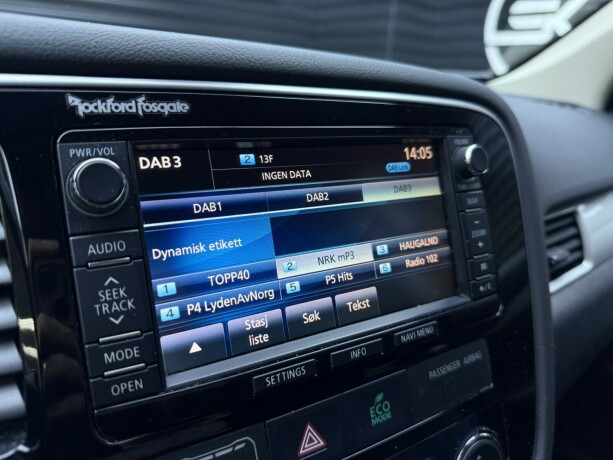 Rockford Fosgate
PWR/VOL
AUDIO
SEEK
TRACK
MODE
OPEN
DAB3
2 13F
INGEN DATA
14:05
DAB Link
DAB1 DAB2 DAB3
Dynamisk etikett
1 TOPP40 2 NRK mP3 3 HAUGALND
4 P4 LydenAvNorg 5 P5 Hits 6 Radio 102
Stasj
liste
Søk
Tekst
ZOOM
SETTINGS INFO NAVI MENU
ECO
MODE
PASSENGER AIRBAG